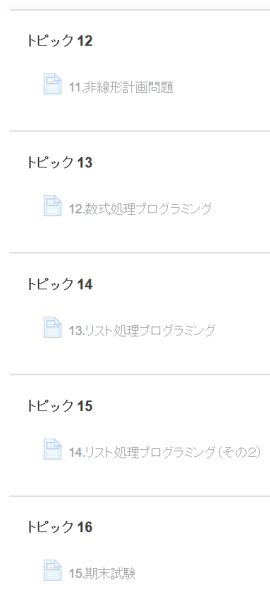 トピック 12
11.非線形計画問題
トピック 13
12.数式処理プログラミング
トピック 14
13.リスト処理プログラミング
トピック 15
14.リスト処理プログラミング(その2)
トピック 16
15.期末試験